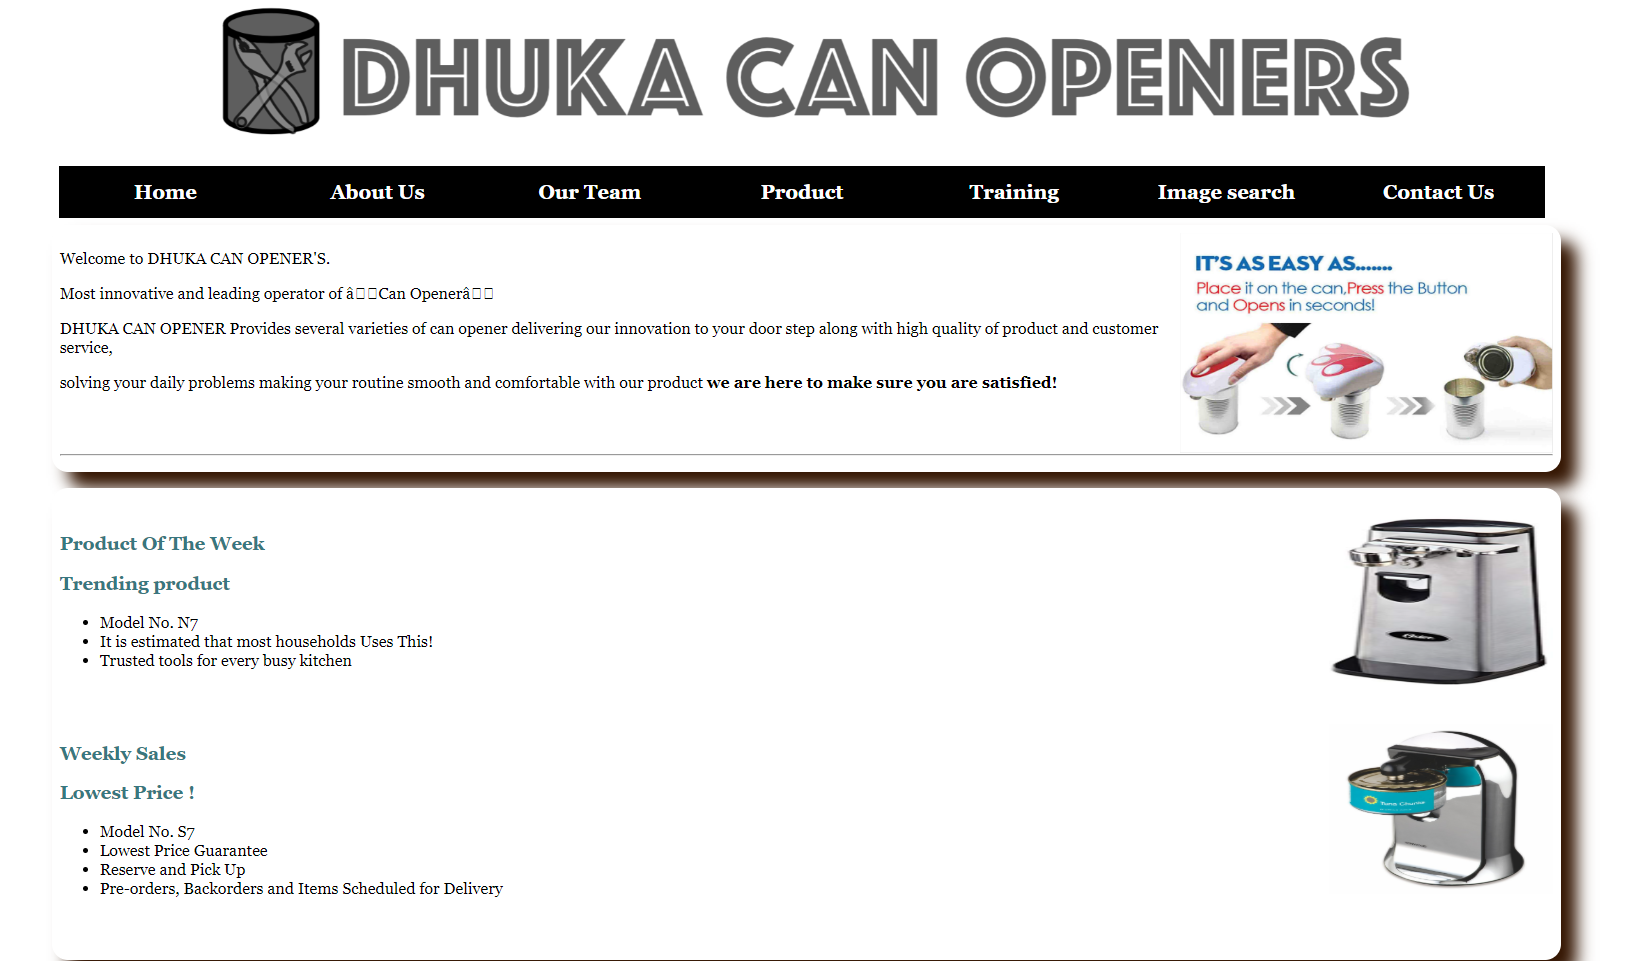 DHUKA CAN OPENERS
Home About Us Our Team Product Training Image search Contact Us
Welcome to DHUKA CAN OPENER'S.
Most innovative and leading operator of â□□Can Openerâ□□
DHUKA CAN OPENER Provides several varieties of can opener delivering our innovation to your door step along with high quality of product and customer
service,
solving your daily problems making your routine smooth and comfortable with our product we are here to make sure you are satisfied!
IT'S AS EASY AS.......
Place it on the can,Press the Button
and Opens in seconds!
Product Of The Week
Trending product
• Model No. N7
• It is estimated that most households Uses This!
• Trusted tools for every busy kitchen
Oster
Weekly Sales
Lowest Price !
• Model No. S7
• Lowest Price Guarantee
• Reserve and Pick Up
• Pre-orders, Backorders and Items Scheduled for Delivery
Tuna Chunks